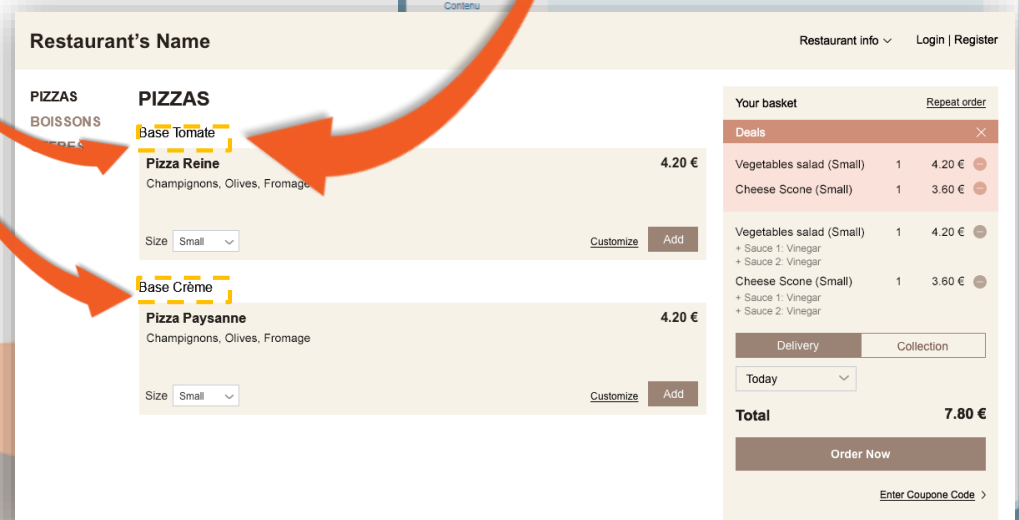 Contenu
Restaurant's Name
Restaurant info
Login | Register
PIZZAS
BOISSONS
PIZZAS
Base Tomate
Pizza Reine
4.20 €
Champignons, Olives, Fromage
Size Small
Customize
Add
Base Crème
Pizza Paysanne
4.20 €
Champignons, Olives, Fromage
Size Small
Customize
Add
Your basket
Repeat order
Deals
Vegetables salad (Small) 1 4.20 €
Cheese Scone (Small) 1 3.60 €
Vegetables salad (Small) 1 4.20 €
+ Sauce 1: Vinegar
+ Sauce 2: Vinegar
Cheese Scone (Small) 1 3.60 €
+ Sauce 1: Vinegar
+ Sauce 2: Vinegar
Delivery
Collection
Today
Total 7.80 €
Order Now
Enter Coupone Code